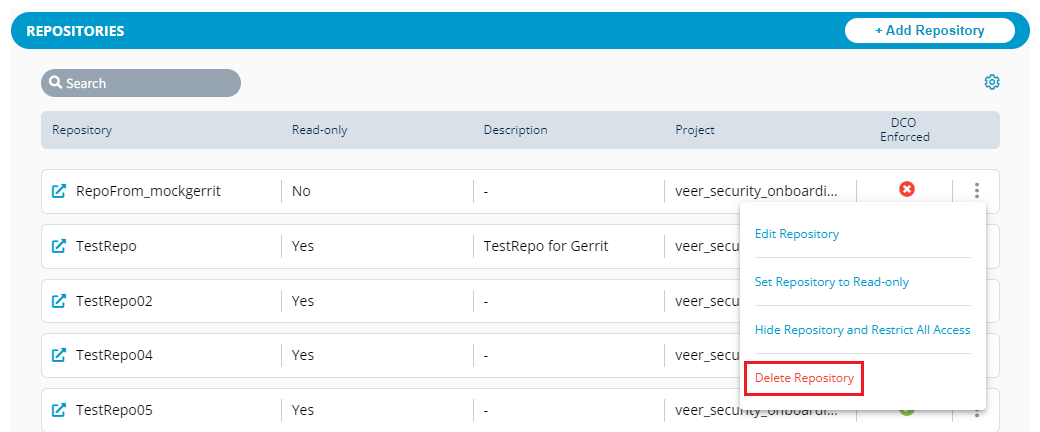 REPOSITORIES
+ Add Repository
Search
Repository Read-only Description Project DCO Enforced
RepoFrom_mockgerrit No - veer_security_onboardi...
TestRepo Yes TestRepo for Gerrit veer_secu
TestRepo02 Yes - veer_secu
TestRepo04 Yes - veer_secu
TestRepo05 Yes - veer_security_onboardi...
Edit Repository
Set Repository to Read-only
Hide Repository and Restrict All Access
Delete Repository